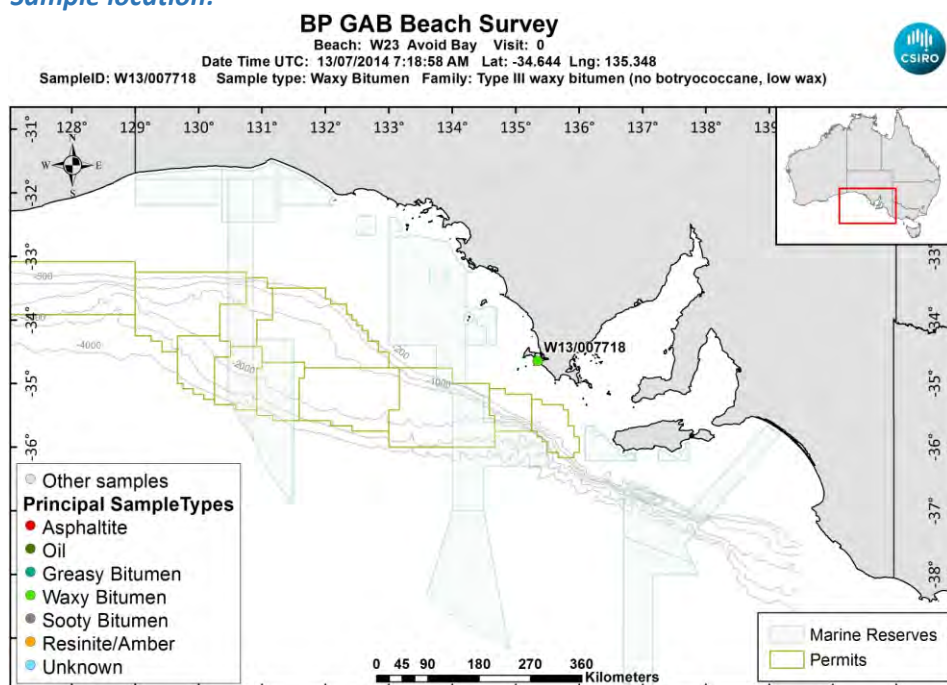 Sample location:
BP GAB Beach Survey
Beach: W23 Avoid Bay Visit: 0
Date Time UTC: 13/07/2014 7:18:58 AM Lat: -34.644 Lng: 135.348
SampleID: W13/007718 Sample type: Waxy Bitumen Family: Type III waxy bitumen (no botryococcane, low wax)
CSIRO
128° 129° 130° 131° 132° 133° 134° 135° 136° 137° 138° 139
-31°
N
W E
S
-32°
-33°
-34°
-35°
-36°
-37°
-38°
-31°
-32°
-33°
-34°
-35°
-36°
-37°
-38°
-4000
-2000
-200
-1000
W13/007718
Other samples
Principal SampleTypes
Asphaltite
Oil
Greasy Bitumen
Waxy Bitumen
Sooty Bitumen
Resinite/Amber
Unknown
0 45 90 180 270 360
Kilometers
Marine Reserves
Permits